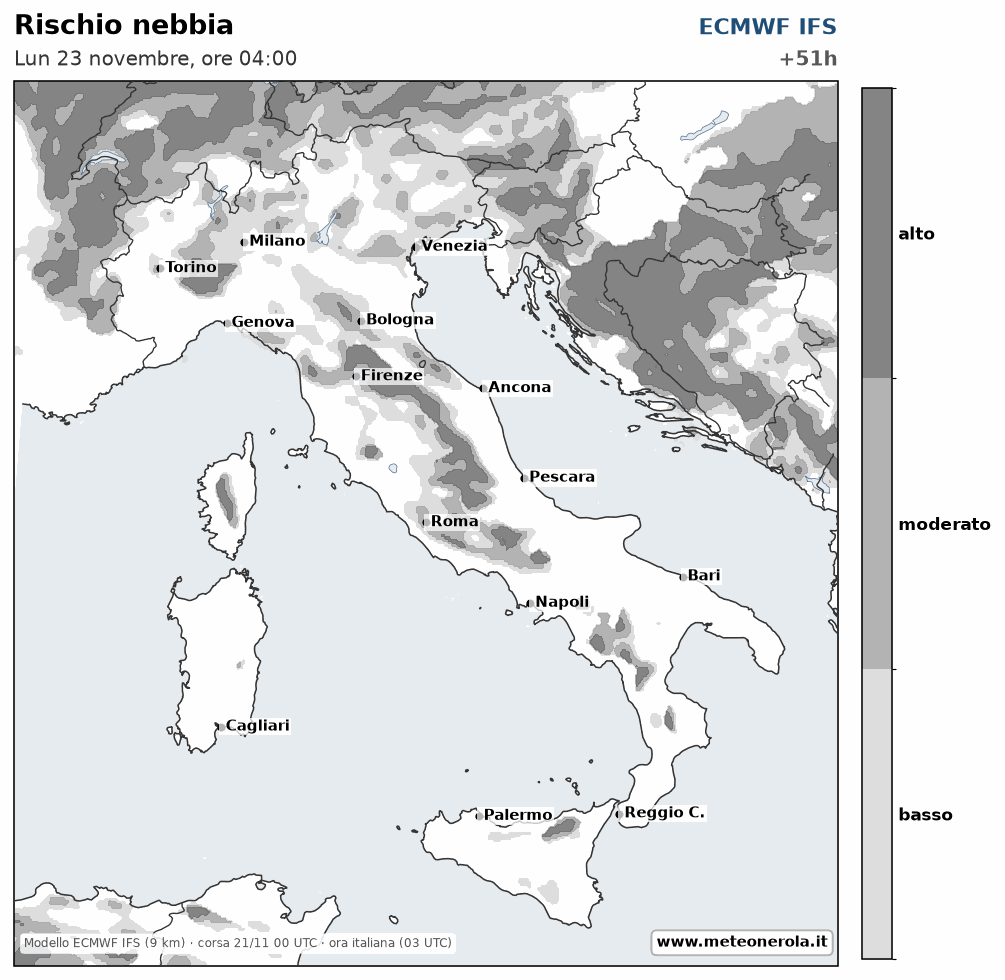 Rischio nebbia
ECMWF IFS
Lun 23 novembre, ore 04:00
+51h
alto
moderato
basso
Milano
Venezia
Torino
Genova
Bologna
Firenze
Ancona
Pescara
Roma
Bari
Napoli
Cagliari
Palermo
Reggio C.
Modello ECMWF IFS (9 km) · corsa 21/11 00 UTC · ora italiana (03 UTC)
www.meteonerola.it